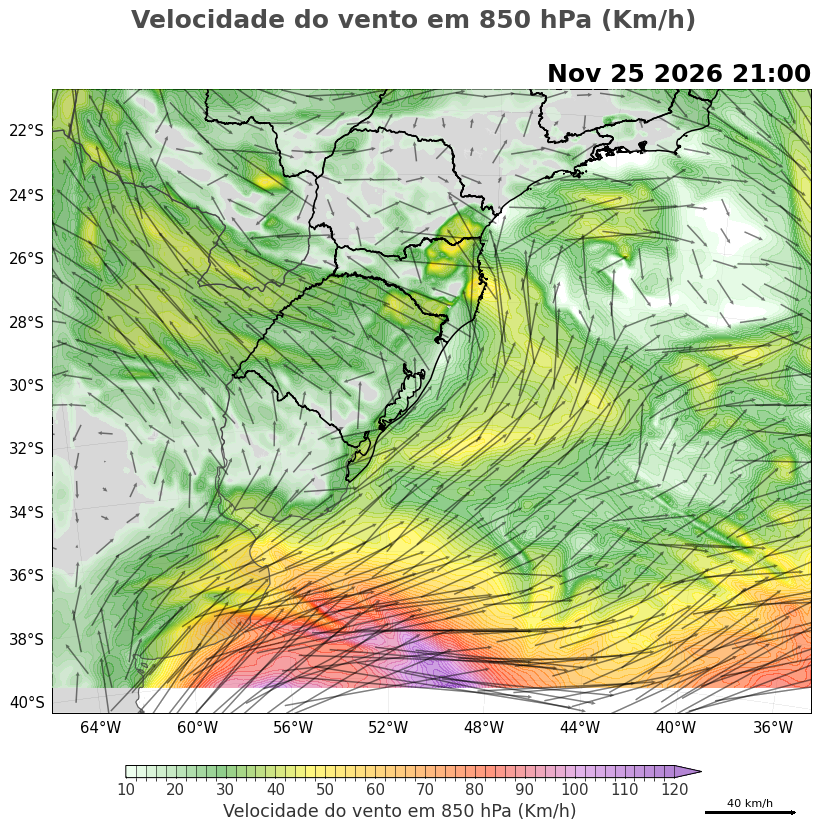 Velocidade do vento em 850 hPa (Km/h)
Nov 25 2026 21:00
22°S
24°S
26°S
28°S
30°S
32°S
34°S
36°S
38°S
40°S
64°W 60°W 56°W 52°W 48°W 44°W 40°W 36°W
10 20 30 40 50 60 70 80 90 100 110 120
Velocidade do vento em 850 hPa (Km/h)
40 km/h